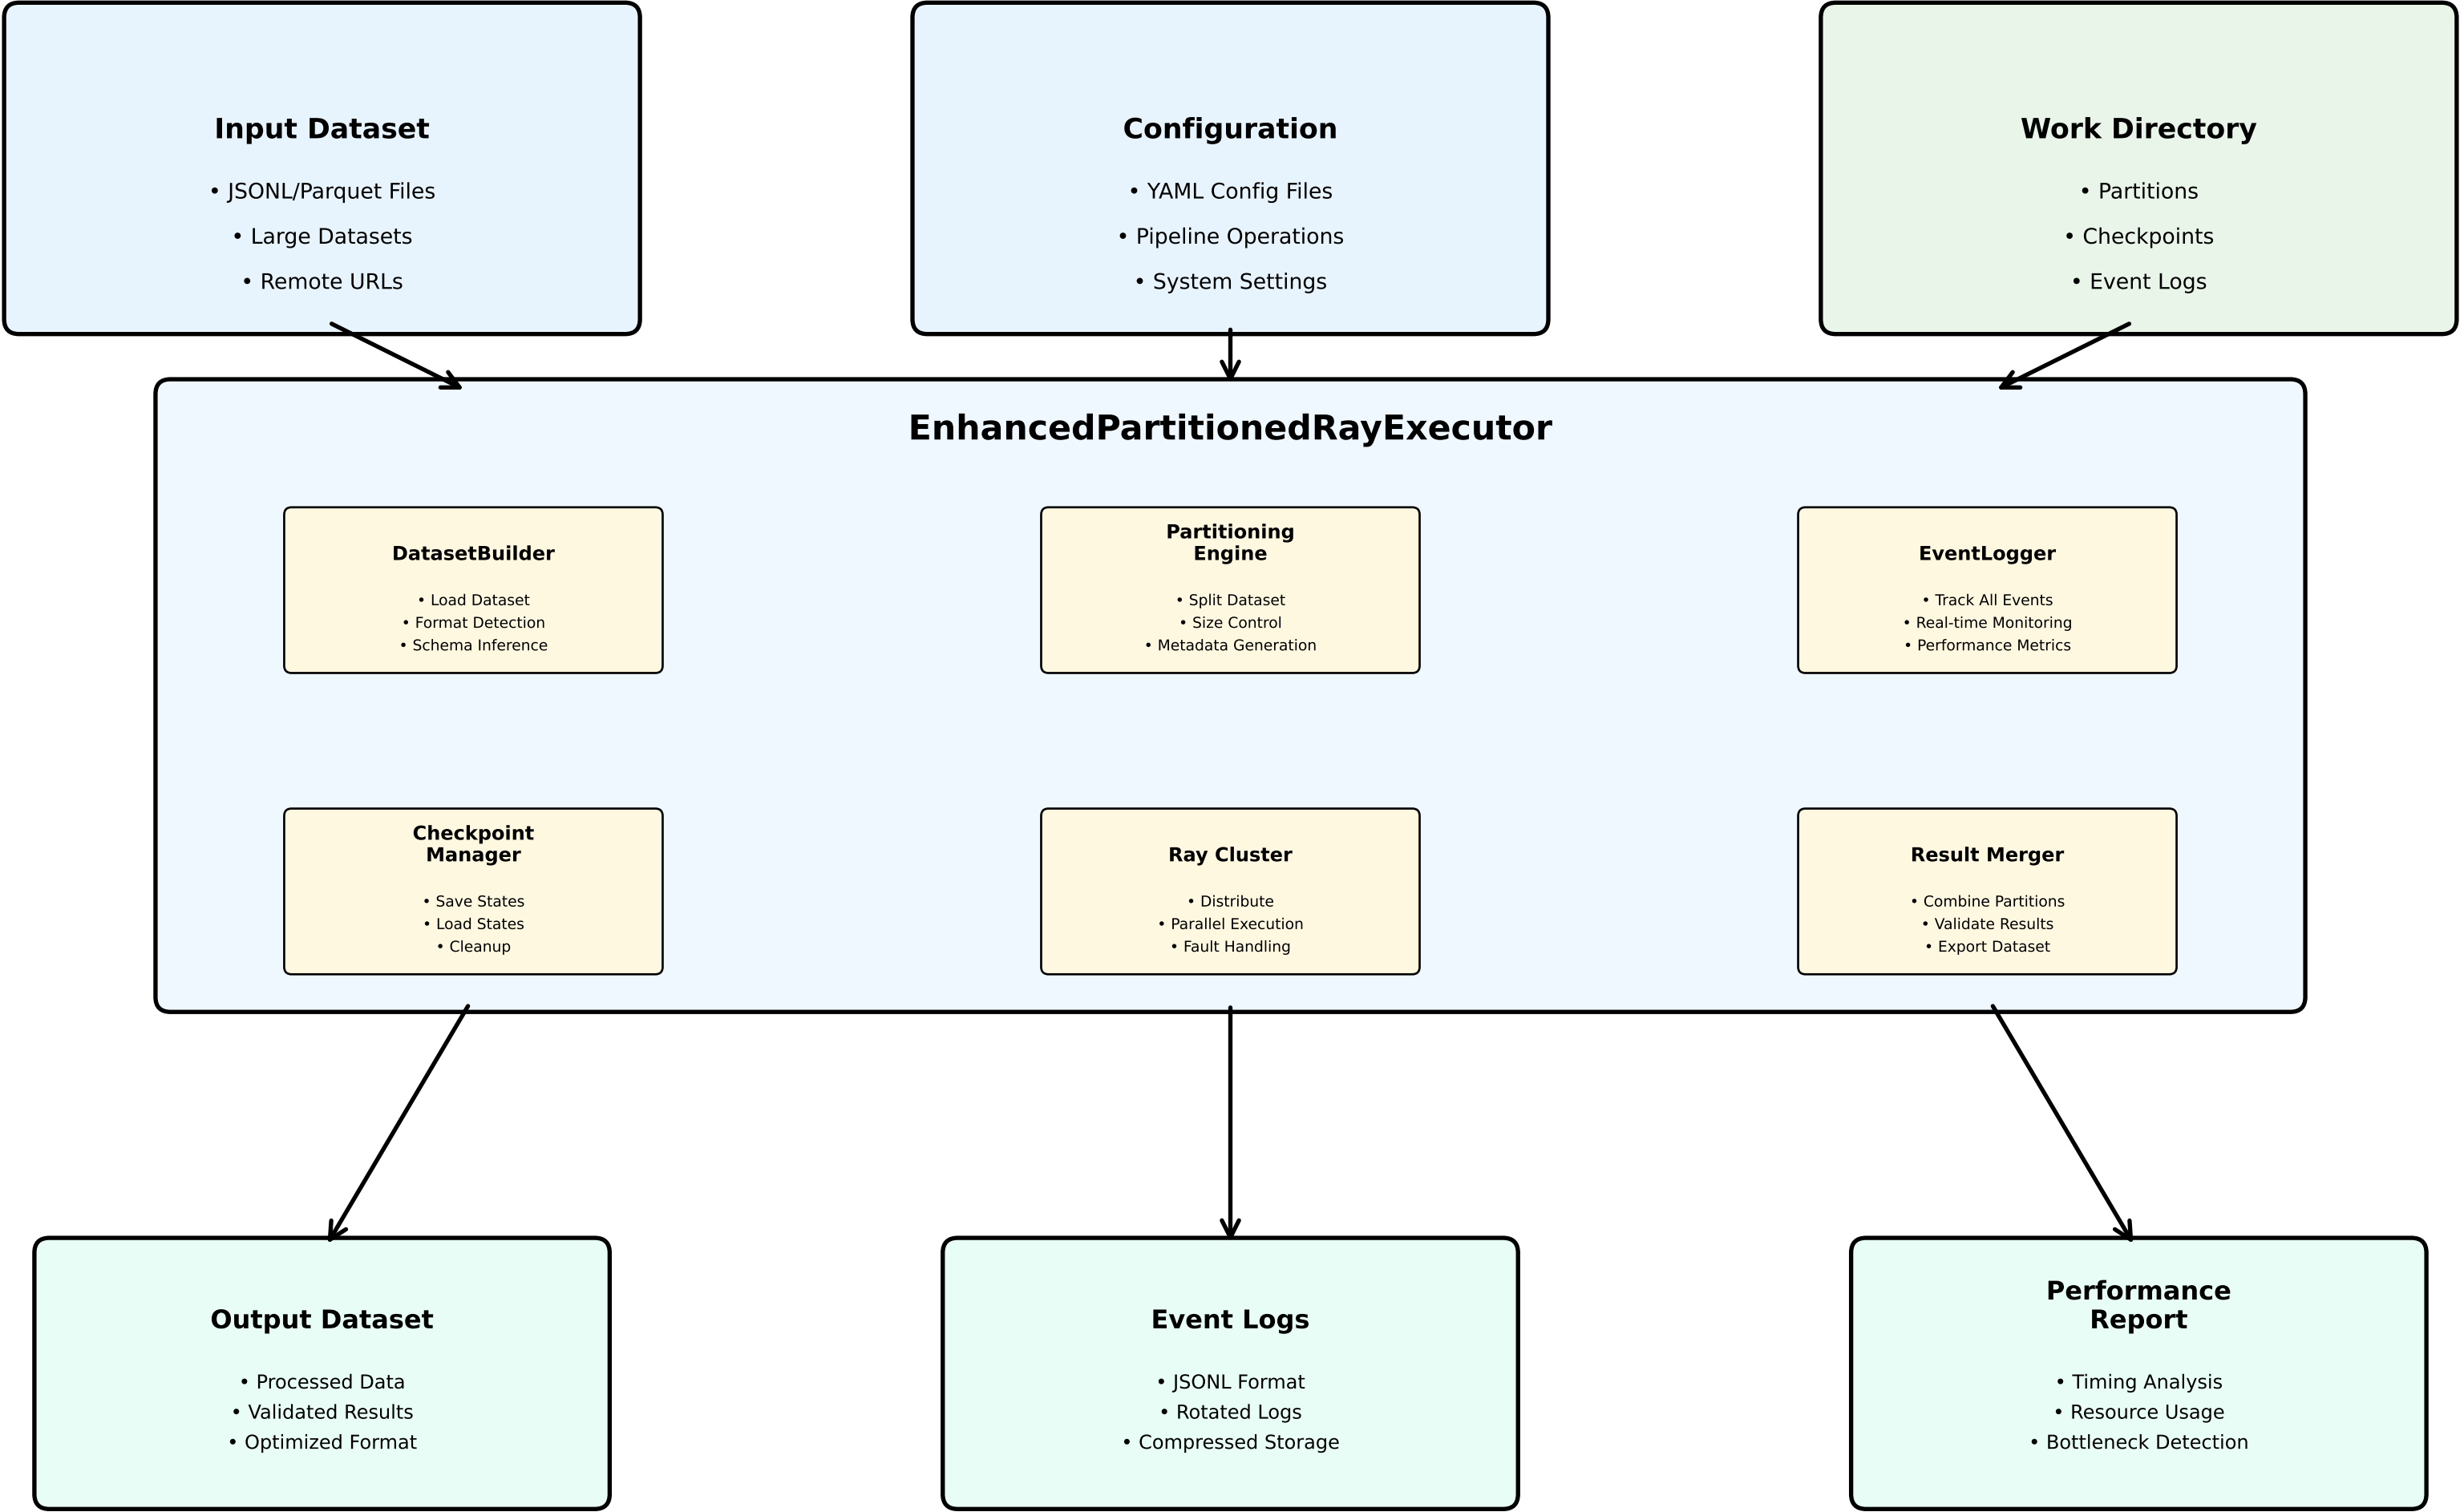 Input Dataset
• JSONL/Parquet Files
• Large Datasets
• Remote URLs
Configuration
• YAML Config Files
• Pipeline Operations
• System Settings
Work Directory
• Partitions
• Checkpoints
• Event Logs
EnhancedPartitionedRayExecutor
DatasetBuilder
• Load Dataset
• Format Detection
• Schema Inference
Partitioning
Engine
• Split Dataset
• Size Control
• Metadata Generation
EventLogger
• Track All Events
• Real-time Monitoring
• Performance Metrics
Checkpoint
Manager
• Save States
• Load States
• Cleanup
Ray Cluster
• Distribute
• Parallel Execution
• Fault Handling
Result Merger
• Combine Partitions
• Validate Results
• Export Dataset
Output Dataset
• Processed Data
• Validated Results
• Optimized Format
Event Logs
• JSONL Format
• Rotated Logs
• Compressed Storage
Performance
Report
• Timing Analysis
• Resource Usage
• Bottleneck Detection